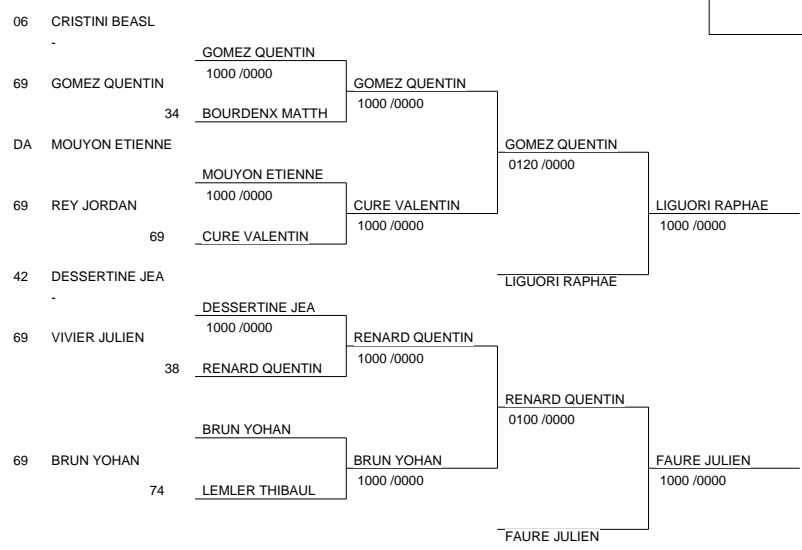 06 CRISTINI BEASL
-
GOMEZ QUENTIN
1000 /0000
69 GOMEZ QUENTIN
GOMEZ QUENTIN
1000 /0000
34 BOURDENX MATTH
DA MOUYON ETIENNE
GOMEZ QUENTIN
0120 /0000
MOUYON ETIENNE
1000 /0000
69 REY JORDAN
CURE VALENTIN
1000 /0000
LIGUORI RAPHAE
1000 /0000
69 CURE VALENTIN
42 DESSERTINE JEA
-
LIGUORI RAPHAE
DESSERTINE JEA
1000 /0000
69 VIVIER JULIEN
RENARD QUENTIN
1000 /0000
38 RENARD QUENTIN
RENARD QUENTIN
0100 /0000
BRUN YOHAN
69 BRUN YOHAN
BRUN YOHAN
1000 /0000
FAURE JULIEN
1000 /0000
74 LEMLER THIBAUL
FAURE JULIEN